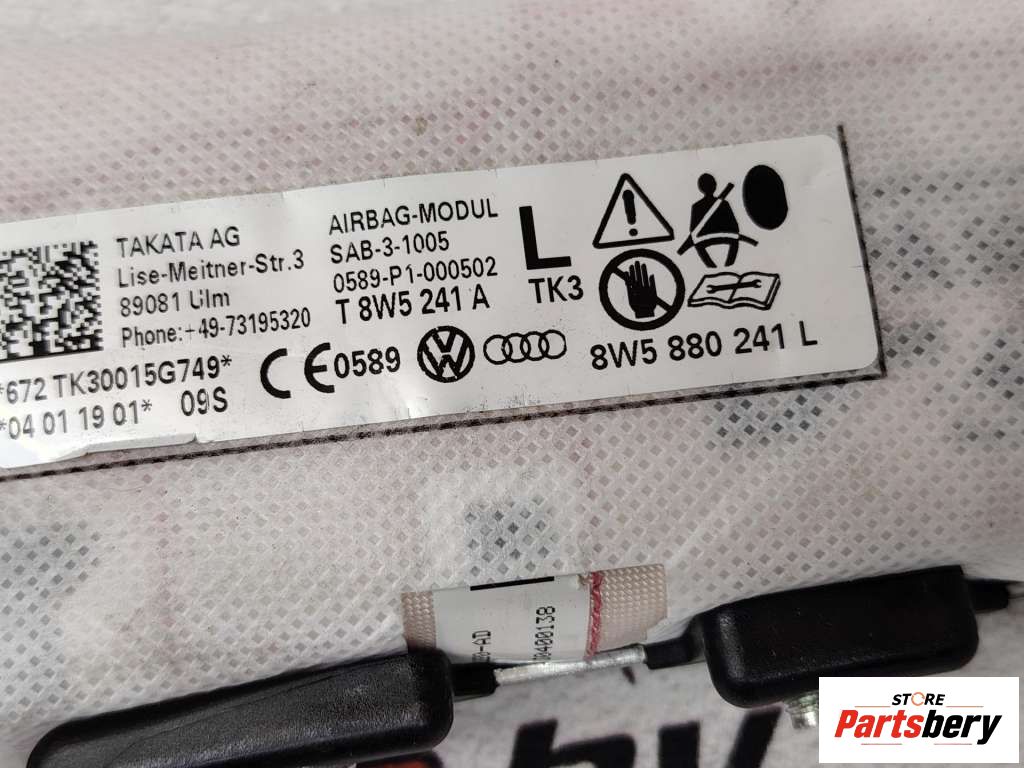 TAKATA AG
Lise-Meitner-Str.3
89081 Ulm
Phone:+49-73195320
*672 TK30015G749*
*04 01 19 01* 09S
AIRBAG-MODUL
SAB-3-1005
0589-P1-000502
T 8W5 241 A
L
TK3
CE0589
8W5 880 241 L
STORE
Partsbery